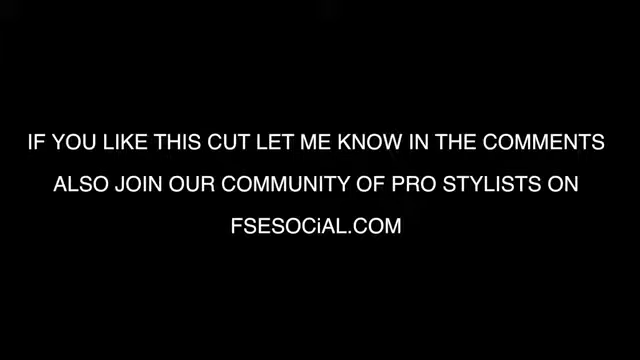 IF YOU LIKE THIS CUT LET ME KNOW IN THE COMMENTS
ALSO JOIN OUR COMMUNITY OF PRO STYLISTS ON
FSESOCiAL.COM